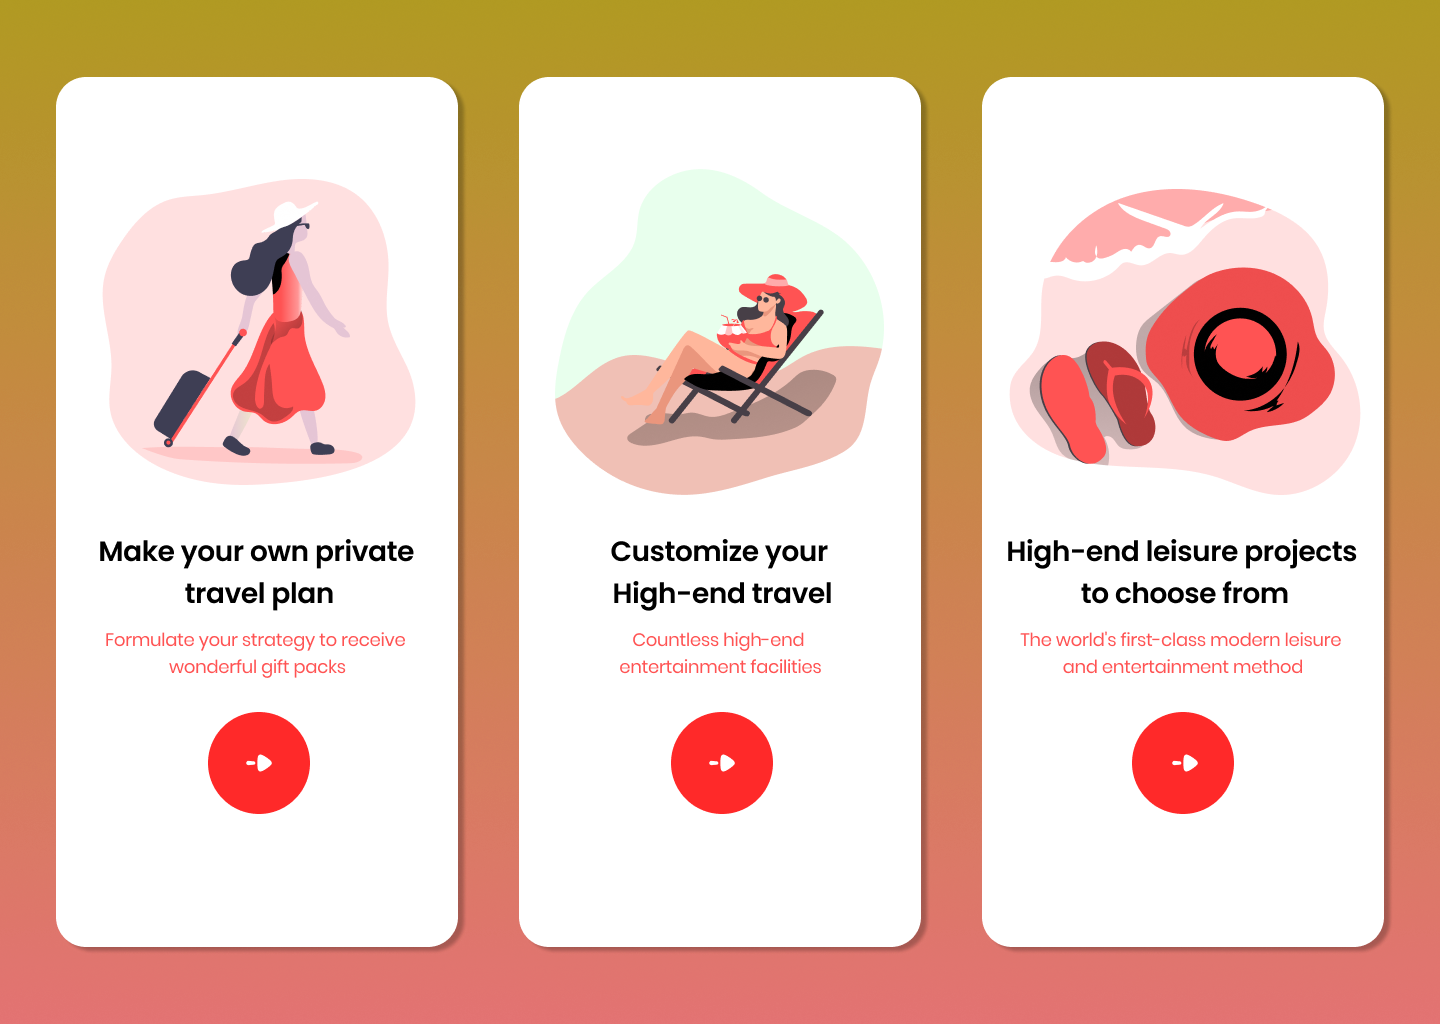 Make your own private
travel plan
Formulate your strategy to receive
wonderful gift packs
Customize your
High-end travel
Countless high-end
entertainment facilities
High-end leisure projects
to choose from
The world's first-class modern leisure
and entertainment method